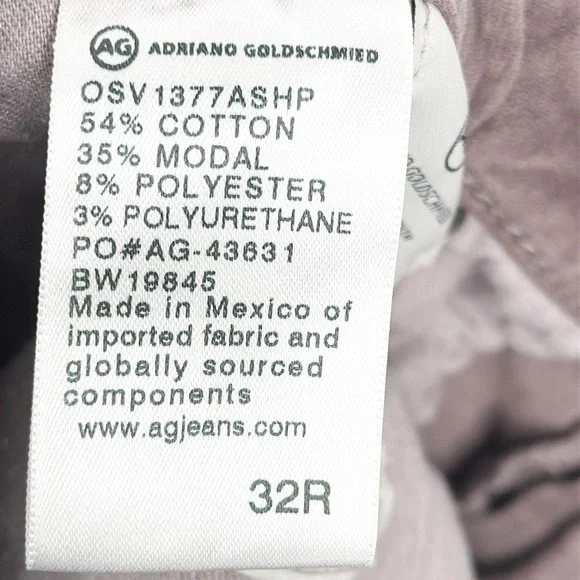 AG ADRIANO GOLDSCHMIED
OSV1377ASHP
54% COTTON
35% MODAL
8% POLYESTER
3% POLYURETHANE
PO#AG-43631
BW19845
Made in Mexico of
imported fabric and
globally sourced
components
www.agjeans.com
32R